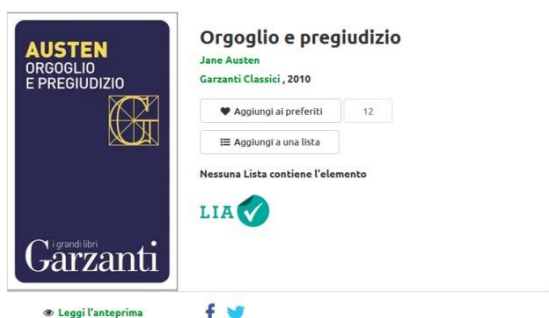 AUSTEN
ORGOGLIO
E PREGIUDIZIO
G
i grandi libri
Garzanti
Leggi l'anteprima
Orgoglio e pregiudizio
Jane Austen
Garzanti Classici , 2010
Aggiungi ai preferiti 12
Aggiungi a una lista
Nessuna Lista contiene l'elemento
LIA